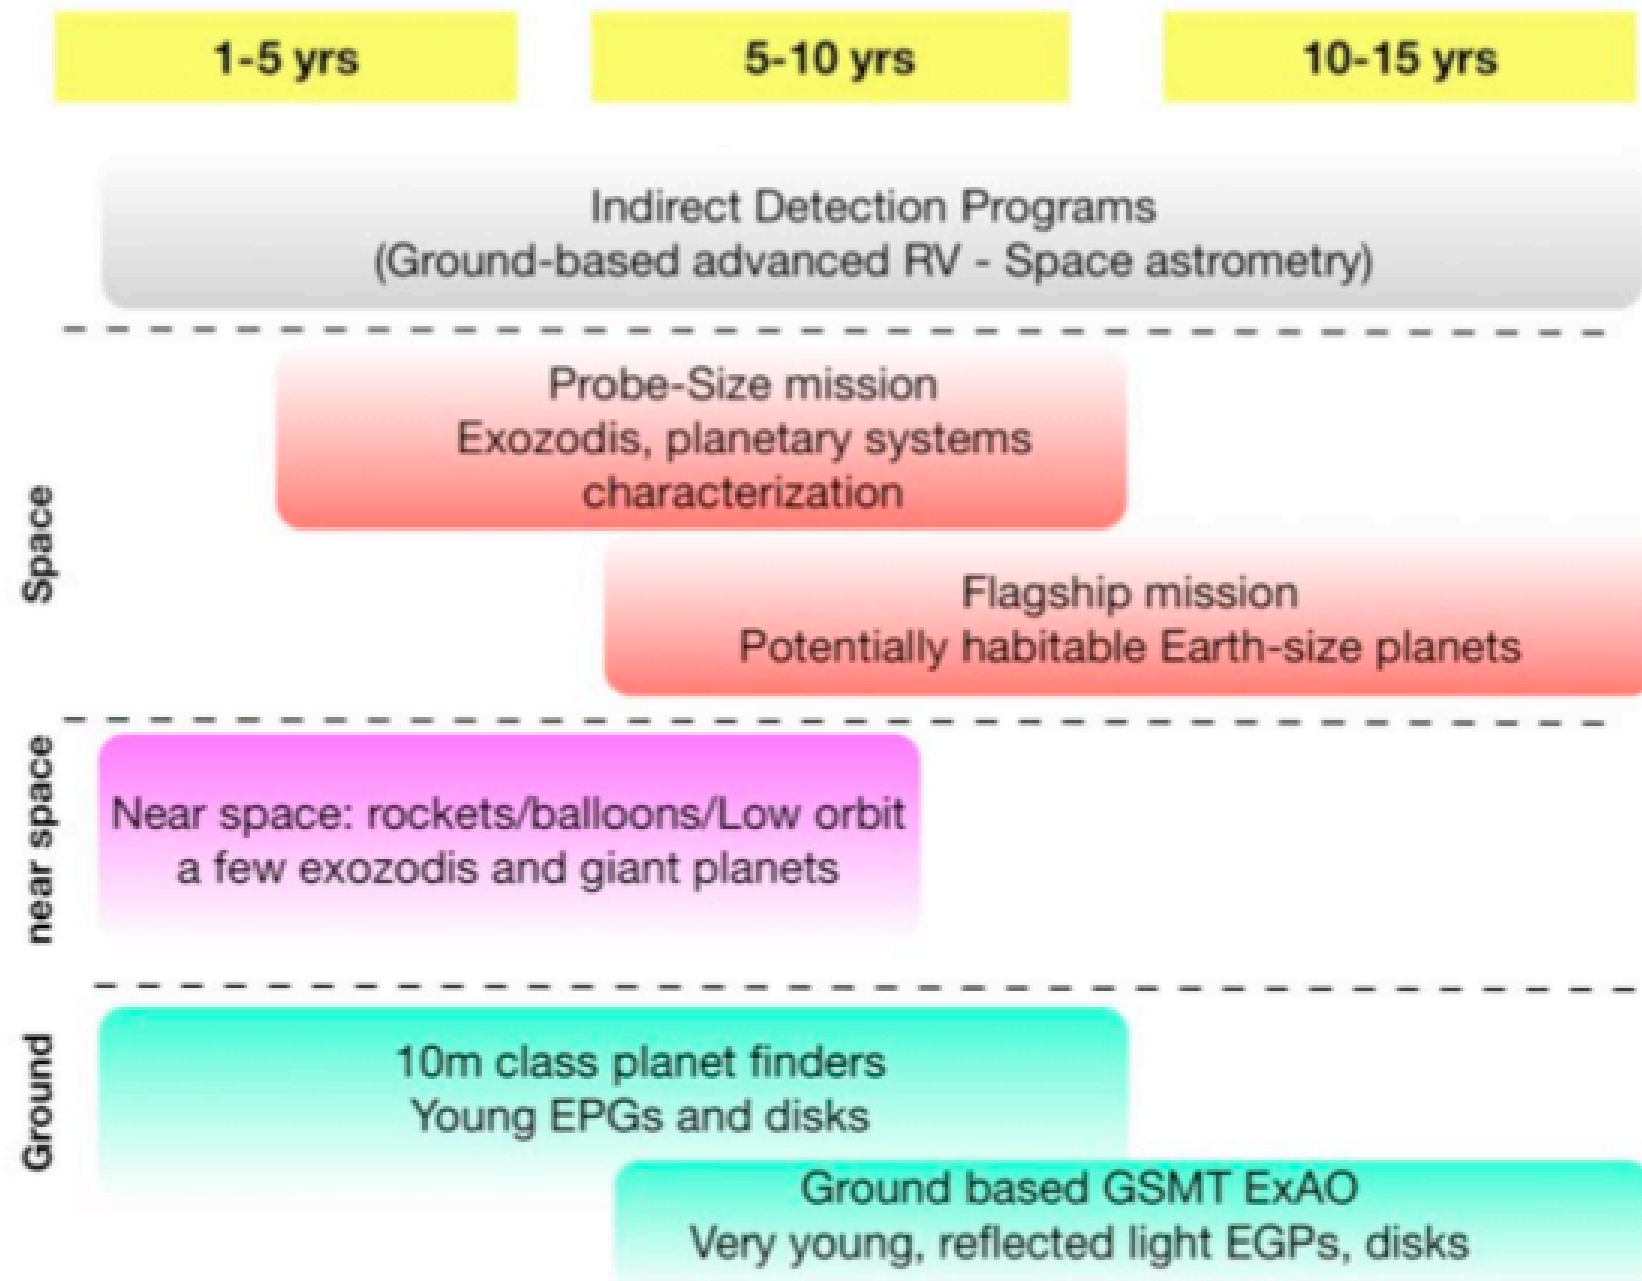 1-5 yrs
5-10 yrs
10-15 yrs
Indirect Detection Programs
(Ground-based advanced RV - Space astrometry)
Space
Probe-Size mission
Exozodis, planetary systems
characterization
Flagship mission
Potentially habitable Earth-size planets
near space
Near space: rockets/balloons/Low orbit
a few exozodis and giant planets
Ground
10m class planet finders
Young EPGs and disks
Ground based GSMT ExAO
Very young, reflected light EGPs, disks